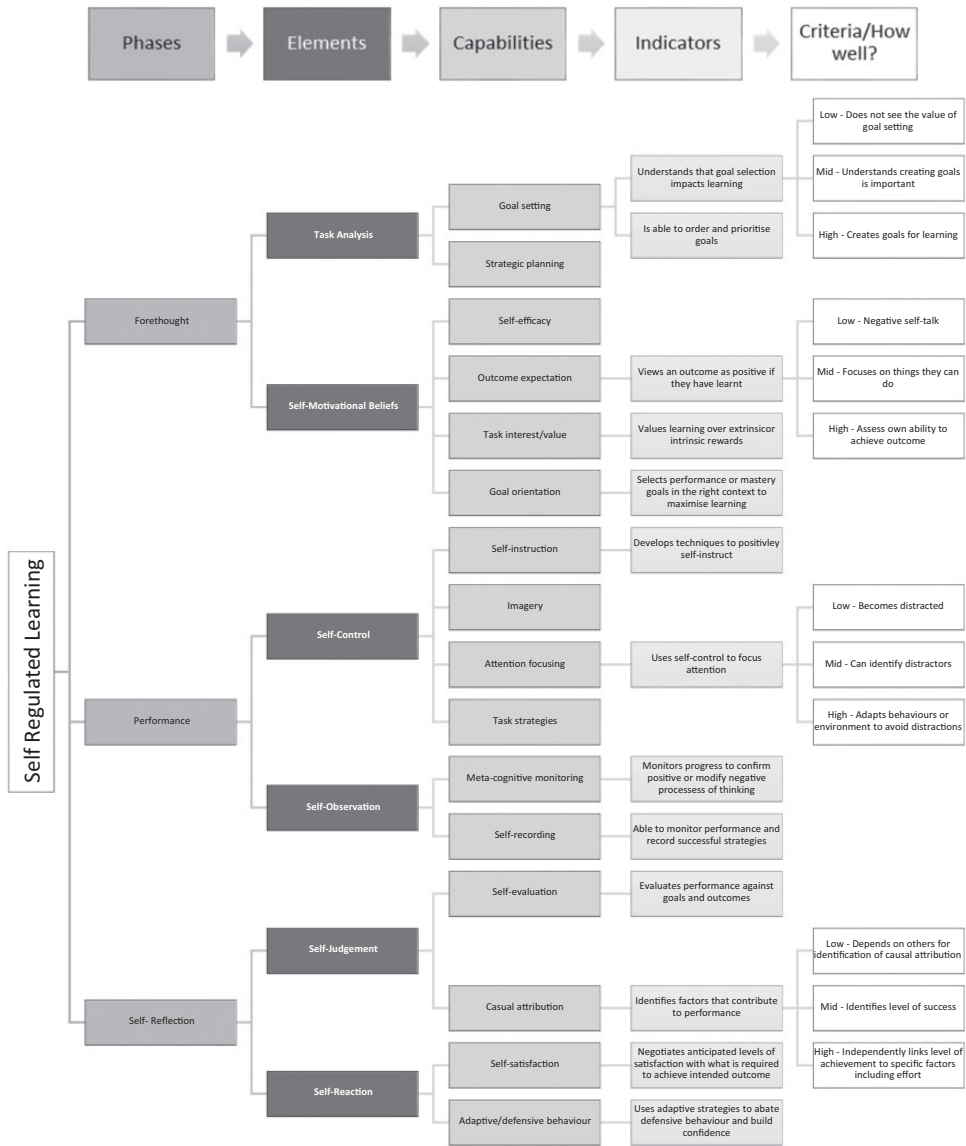 Phases
Elements
Capabilities
Indicators
Criteria/How
well?
Low - Does not see the value of
goal setting
Understands that goal selection
impacts learning
Mid - Understands creating goals
is important
Goal setting
Task Analysis
Is able to order and prioritise
goals
High - Creates goals for learning
Strategic planning
Forethought
Self-efficacy
Low - Negative self-talk
Outcome expectation
Views an outcome as positive if
they have learnt
Mid - Focuses on things they can
do
Self-Motivational Beliefs
Task interest/value
Values learning over extrinsicor
intrinsic rewards
High - Assess own ability to
achieve outcome
Goal orientation
Selects performance or mastery
goals in the right context to
maximise learning
Self Regulated Learning
Self-instruction
Develops techniques to positivley
self-instruct
Imagery
Low - Becomes distracted
Self-Control
Attention focusing
Uses self-control to focus
attention
Mid - Can identify distractors
Performance
Task strategies
High - Adapts behaviours or
environment to avoid distractions
Meta-cognitive monitoring
Monitors progress to confirm
positive or modify negative
processess of thinking
Self-Observation
Self-recording
Able to monitor performance and
record successful strategies
Self-evaluation
Evaluates performance against
goals and outcomes
Self-Judgement
Low - Depends on others for
identification of causal attribution
Casual attribution
Identifies factors that contribute
to performance
Mid - Identifies level of success
Self- Reflection
Self-satisfaction
Negotiates anticipated levels of
satisfaction with what is required
to achieve intended outcome
High - Independently links level of
achievement to specific factors
including effort
Self-Reaction
Adaptive/defensive behaviour
Uses adaptive strategies to abate
defensive behaviour and build
confidence